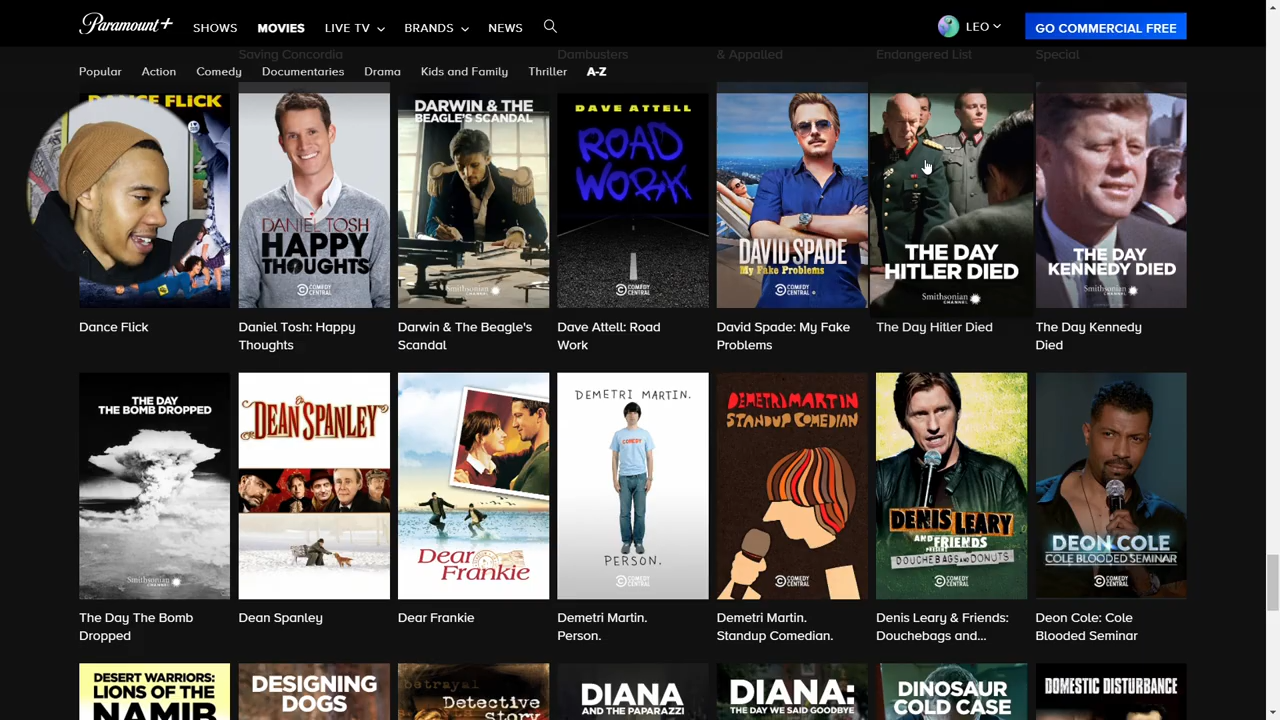 Paramount+
SHOWS
MOVIES
LIVE TV
BRANDS
NEWS
LEO
GO COMMERCIAL FREE
Saving Concordia
Dambusters
& Appalled
Endangered List
Special
Popular
Action
Comedy
Documentaries
Drama
Kids and Family
Thriller
A-Z
DANCE FLiCK
DANIEL TOSH
HAPPY
THOUGHTS
COMEDY CENTRAL
DARWIN & THE
BEAGLE'S SCANDAL
Smithsonian
CHANNEL
DAVE ATTELL
ROAD
WORK
COMEDY CENTRAL
DAVID SPADE
My Fake Problems
COMEDY CENTRAL
THE DAY
HITLER DIED
Smithsonian
CHANNEL
THE DAY
KENNEDY DIED
Smithsonian
CHANNEL
Dance Flick
Daniel Tosh: Happy
Thoughts
Darwin & The Beagle's
Scandal
Dave Attell: Road
Work
David Spade: My Fake
Problems
The Day Hitler Died
The Day Kennedy
Died
THE DAY
THE BOMB DROPPED
Smithsonian
CHANNEL
DEAN SPANLEY
Dear
FRANKiE
DEMETRI MARTIN.
COMEDY
PERSON.
COMEDY CENTRAL
DEMETRI MARTIN
STANDUP COMEDIAN.
COMEDY CENTRAL
DENIS LEARY
AND FRIENDS
PRESENT
DOUCHEBAGS AND DONUTS
COMEDY CENTRAL
DEON COLE
COLE BLOODED SEMINAR
COMEDY CENTRAL
The Day The Bomb
Dropped
Dean Spanley
Dear Frankie
Demetri Martin.
Person.
Demetri Martin.
Standup Comedian.
Denis Leary & Friends:
Douchebags and...
Deon Cole: Cole
Blooded Seminar
DESERT WARRIORS:
LIONS OF THE
NAMIB
DESIGNING
DOGS
betrayal
Detective
Story
DIANA
AND THE PAPARAZZI
DIANA:
THE DAY WE SAID GOODBYE
DINOSAUR
COLD CASE
DOMESTIC DISTURBANCE